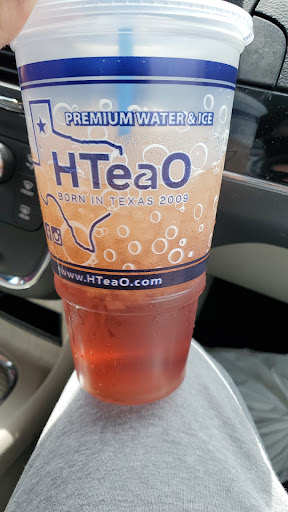 PREMIUM WATER & ICE
HTeaO
BORN IN TEXAS 2009
www.HTeaO.com